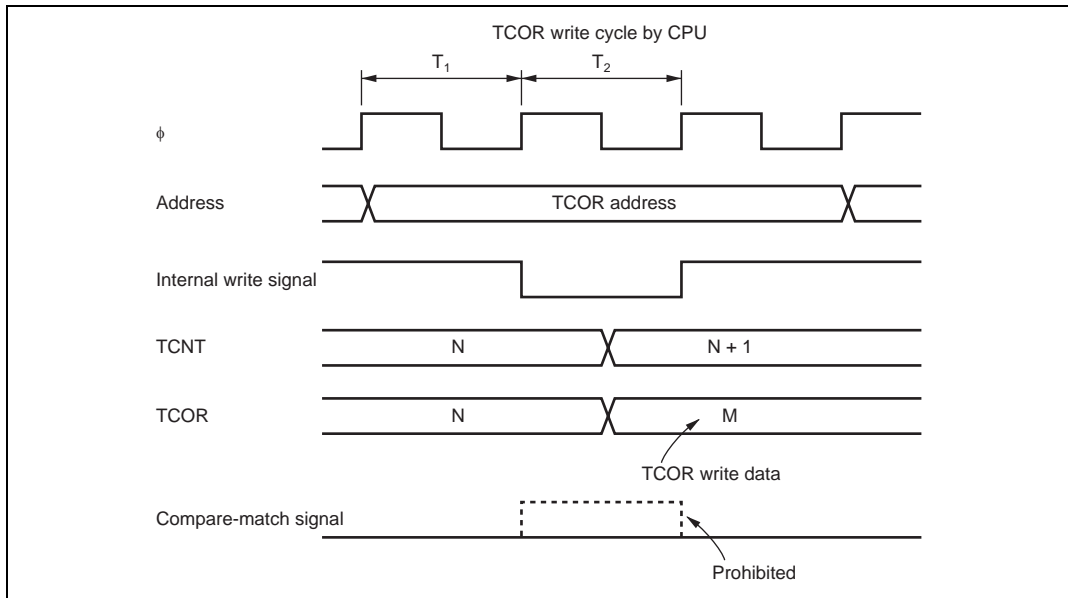 TCOR write cycle by CPU
T1 T2
ϕ
Address TCOR address
Internal write signal
TCNT N N + 1
TCOR N M
TCOR write data
Compare-match signal
Prohibited